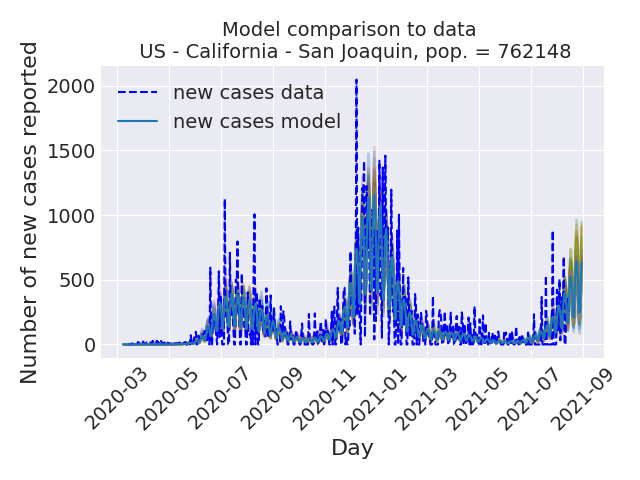 Model comparison to data
US - California - San Joaquin, pop. = 762148
Number of new cases reported
2000
1500
1000
500
0
new cases data
new cases model
2020-03
2020-05
2020-07
2020-09
2020-11
2021-01
2021-03
2021-05
2021-07
2021-09
Day